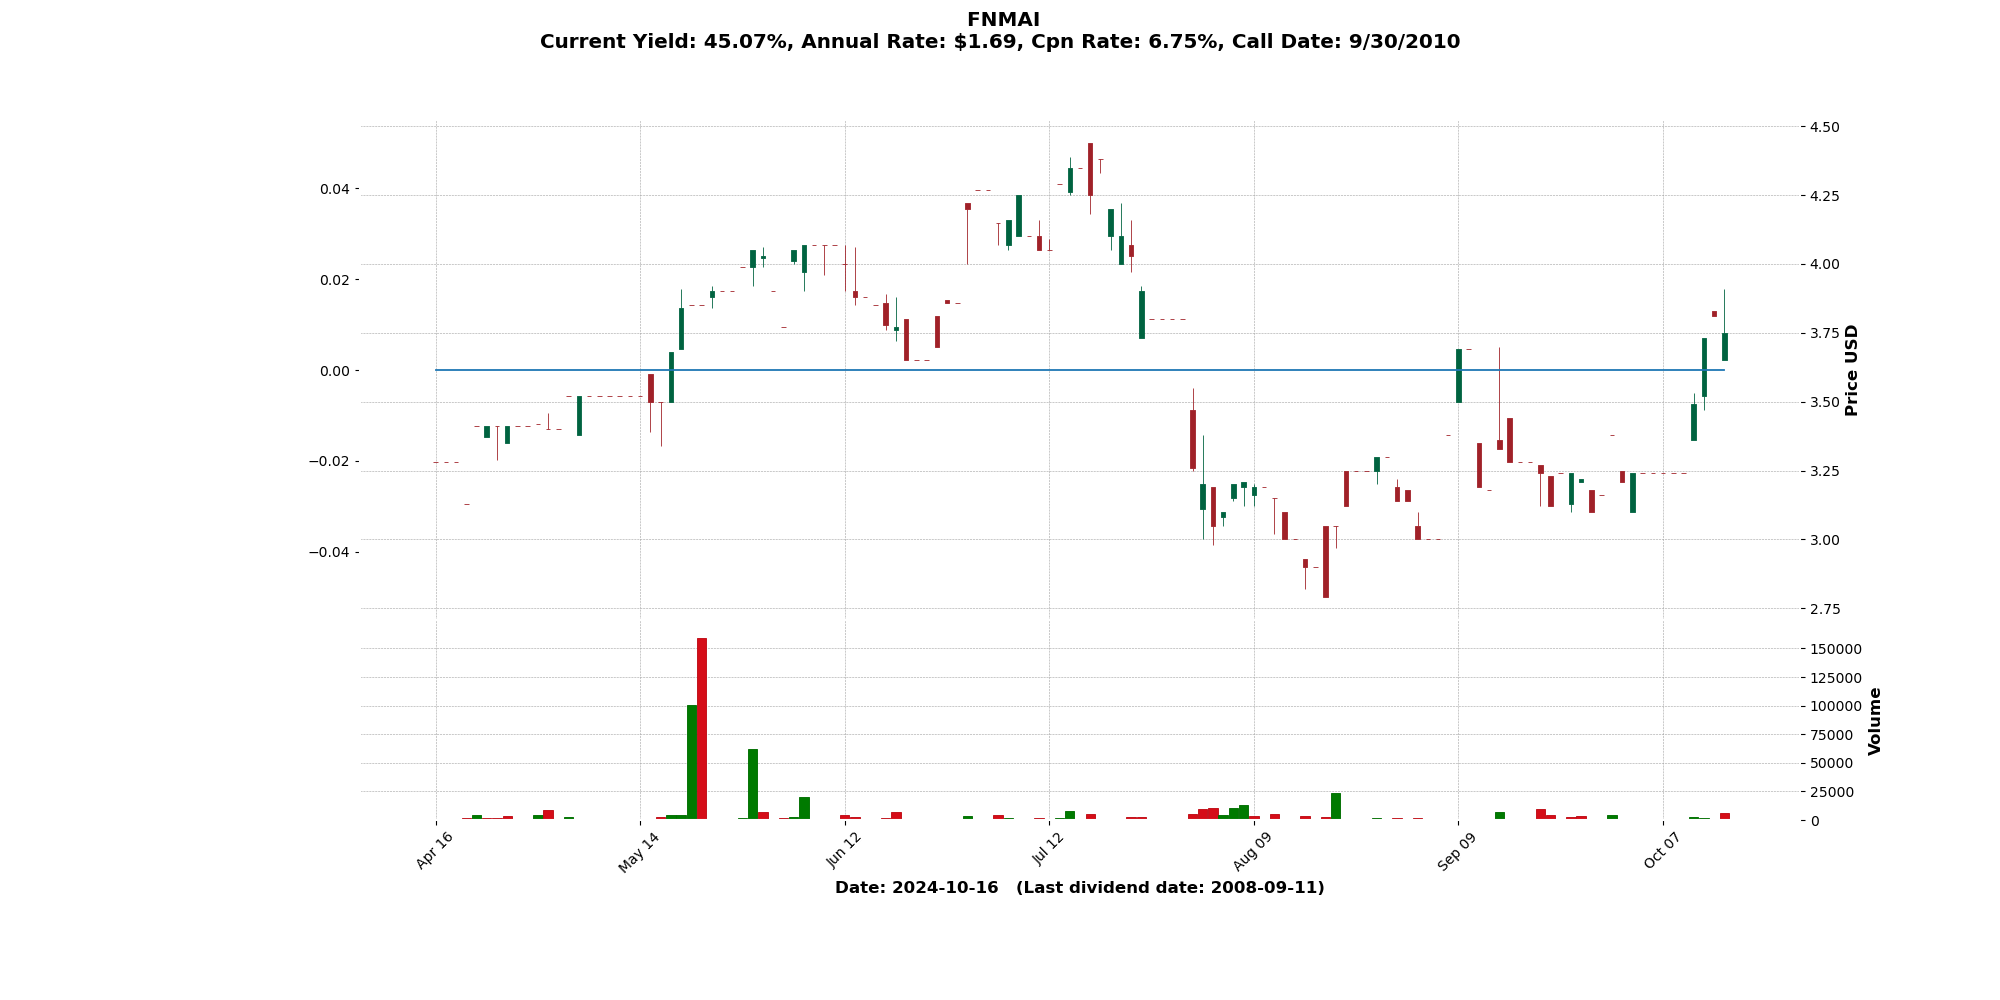 FNMAI
Current Yield: 45.07%, Annual Rate: $1.69, Cpn Rate: 6.75%, Call Date: 9/30/2010
0.04
0.02
0.00
−0.02
−0.04
4.50
4.25
4.00
3.75
3.50
3.25
3.00
2.75
Price USD
150000
125000
100000
75000
50000
25000
0
Volume
Apr 16
May 14
Jun 12
Jul 12
Aug 09
Sep 09
Oct 07
Date: 2024-10-16 (Last dividend date: 2008-09-11)